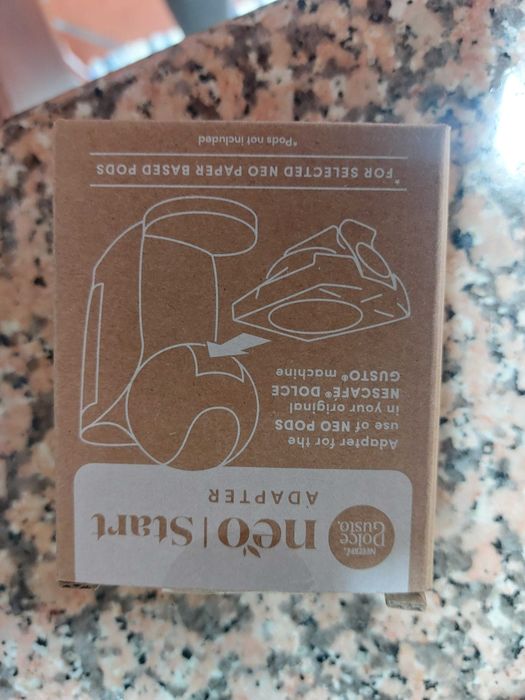 NESCAFÉ.
Dolce
Gusto.
neo | Start
ADAPTER
Adapter for the
use of NEO PODS
in your original
NESCAFÉ® DOLCE
GUSTO® machine
*FOR SELECTED NEO PAPER BASED PODS
*Pods not included